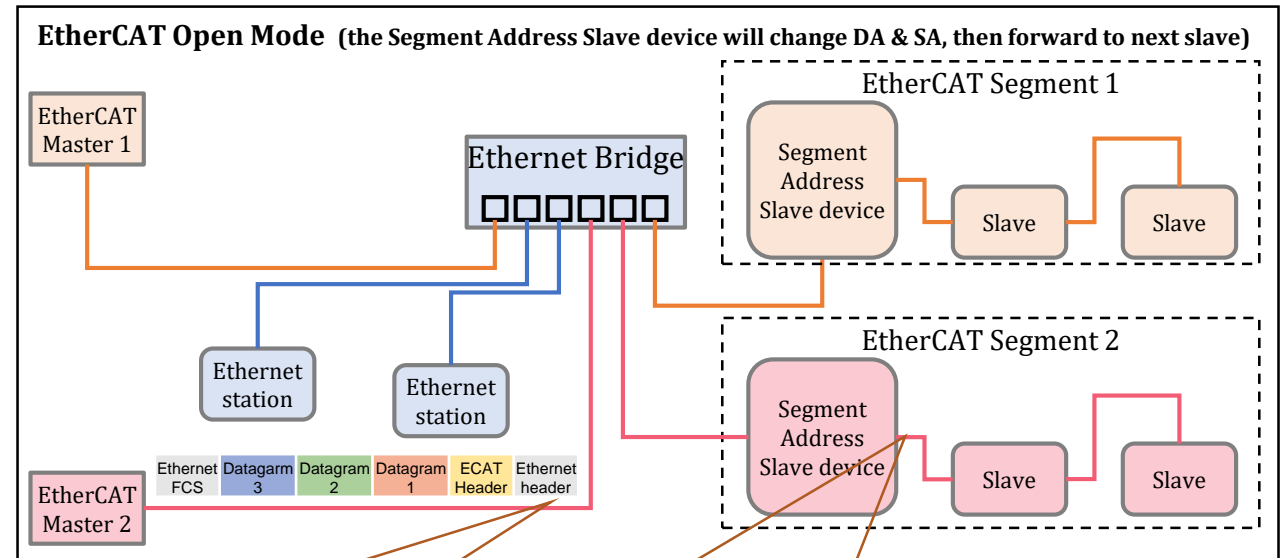 EtherCAT Open Mode (the Segment Address Slave device will change DA & SA, then forward to next slave)
EtherCAT
Master 1
Ethernet Bridge
EtherCAT Segment 1
Segment
Address
Slave device
Slave
Slave
Ethernet
station
Ethernet
station
EtherCAT Segment 2
Segment
Address
Slave device
Slave
Slave
EtherCAT
Master 2
Ethernet
FCS
Datagarm
3
Datagram
2
Datagram
1
ECAT
Header
Ethernet
header